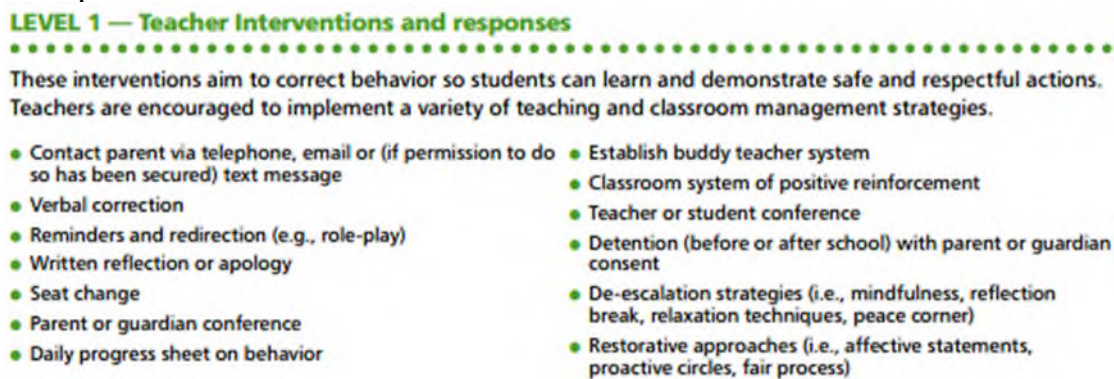 LEVEL 1 — Teacher Interventions and responses
These interventions aim to correct behavior so students can learn and demonstrate safe and respectful actions.
Teachers are encouraged to implement a variety of teaching and classroom management strategies.
• Contact parent via telephone, email or (if permission to do
so has been secured) text message
• Verbal correction
• Reminders and redirection (e.g., role-play)
• Written reflection or apology
• Seat change
• Parent or guardian conference
• Daily progress sheet on behavior
• Establish buddy teacher system
• Classroom system of positive reinforcement
• Teacher or student conference
• Detention (before or after school) with parent or guardian
consent
• De-escalation strategies (i.e., mindfulness, reflection
break, relaxation techniques, peace corner)
• Restorative approaches (i.e., affective statements,
proactive circles, fair process)